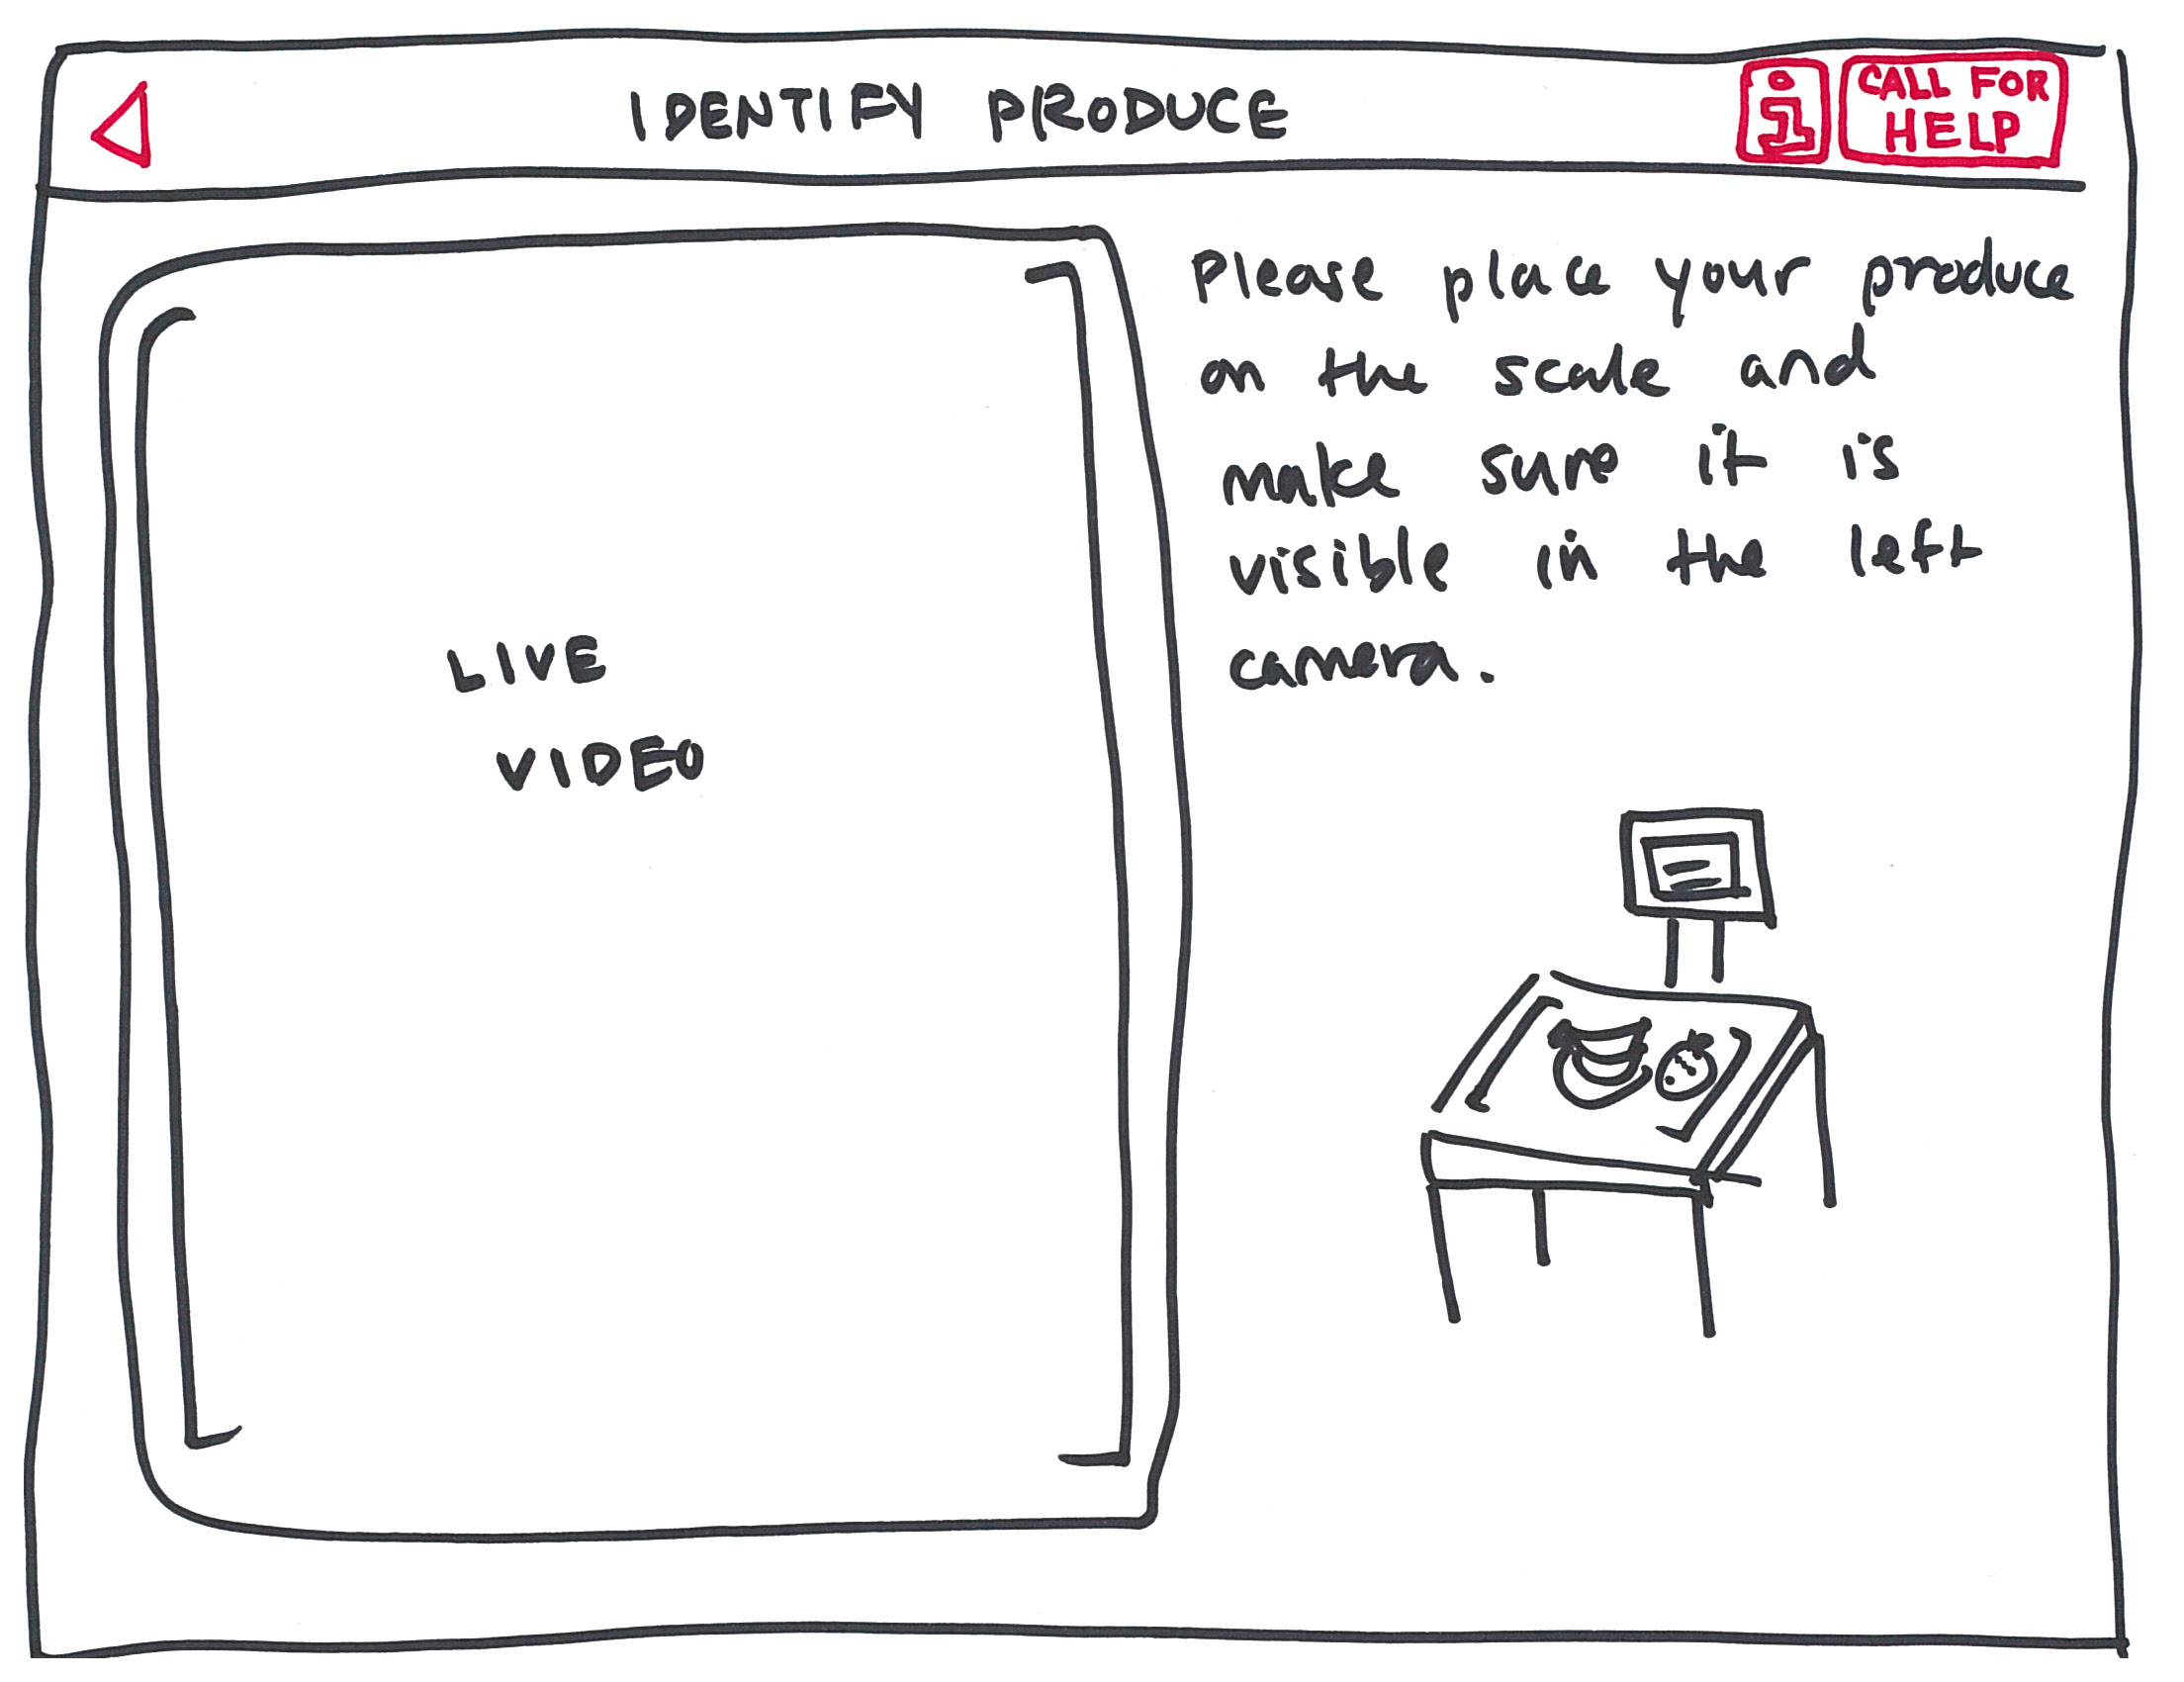 IDENTIFY PRODUCE
i
CALL FOR
HELP
Please place your produce
on the scale and
make sure it is
visible in the left
camera.
LIVE
VIDEO